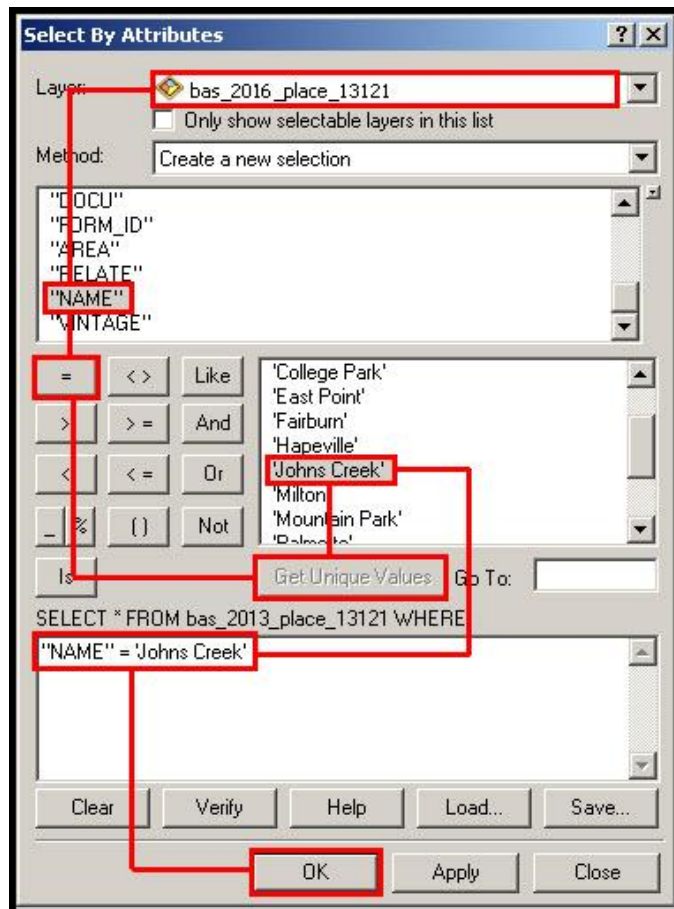 Select By Attributes
Layer: bas_2016_place_13121
Only show selectable layers in this list
Method: Create a new selection
"DOCU"
"FORM_ID"
"AREA"
"RELATE"
"NAME"
"VINTAGE"
= < > Like
> > = And
< < = Or
_ % ( ) Not
Is
'College Park'
'East Point'
'Fairburn'
'Hapeville'
'Johns Creek'
'Milton'
'Mountain Park'
'Palmetto'
Get Unique Values Go To:
SELECT * FROM bas_2013_place_13121 WHERE
"NAME" = 'Johns Creek'
Clear Verify Help Load... Save...
OK Apply Close